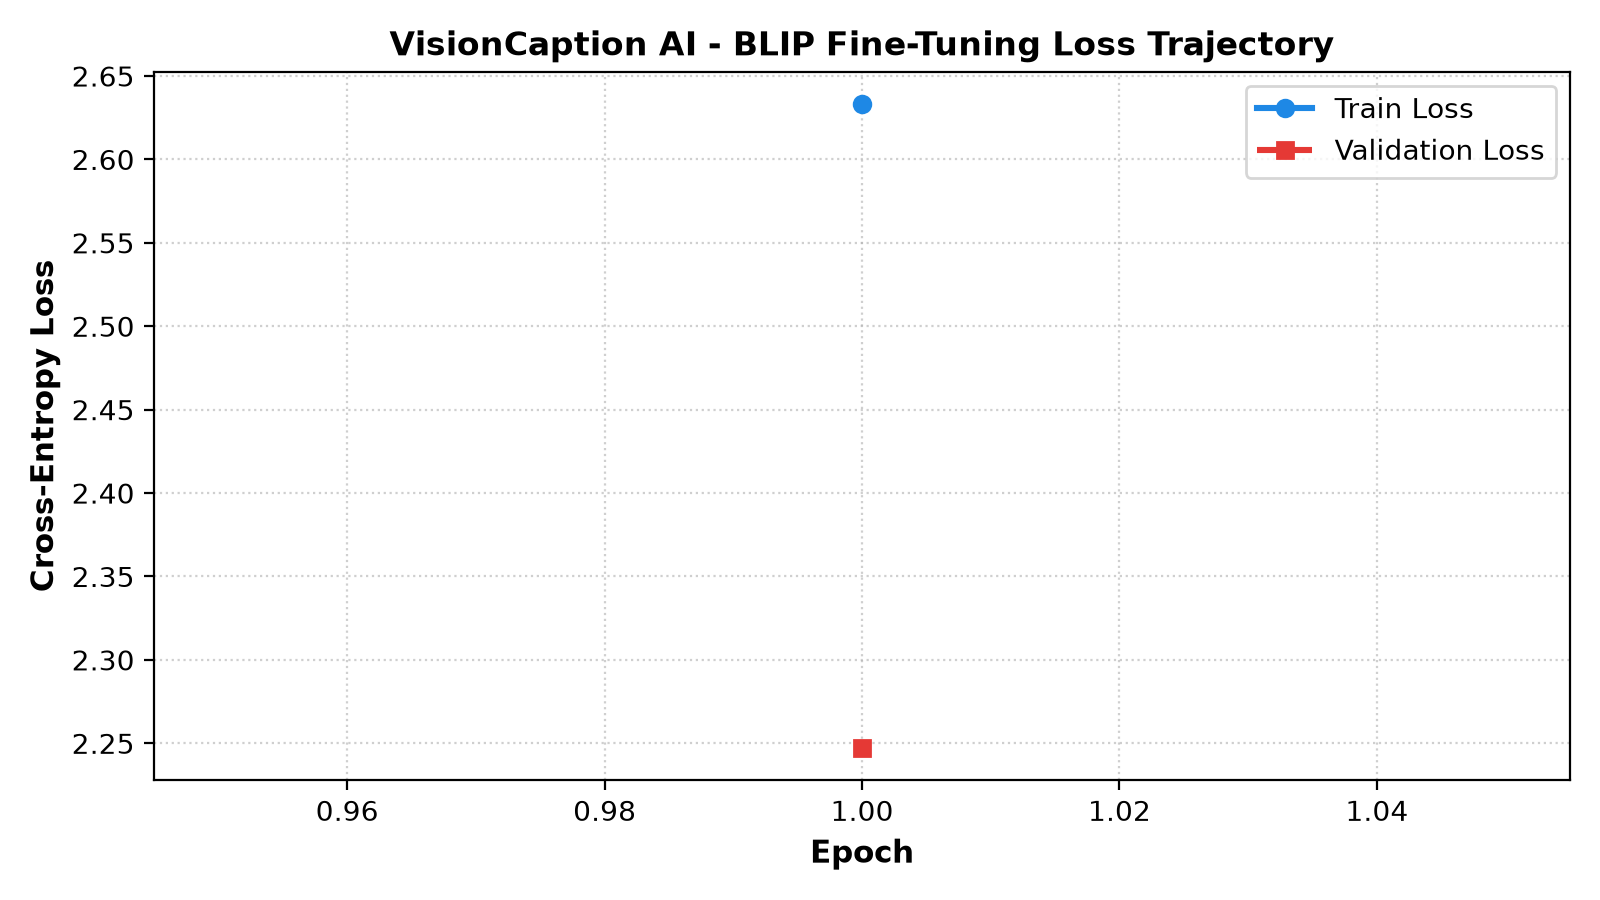 VisionCaption AI - BLIP Fine-Tuning Loss Trajectory
Train Loss
Validation Loss
Cross-Entropy Loss
2.65
2.60
2.55
2.50
2.45
2.40
2.35
2.30
2.25
0.96 0.98 1.00 1.02 1.04
Epoch